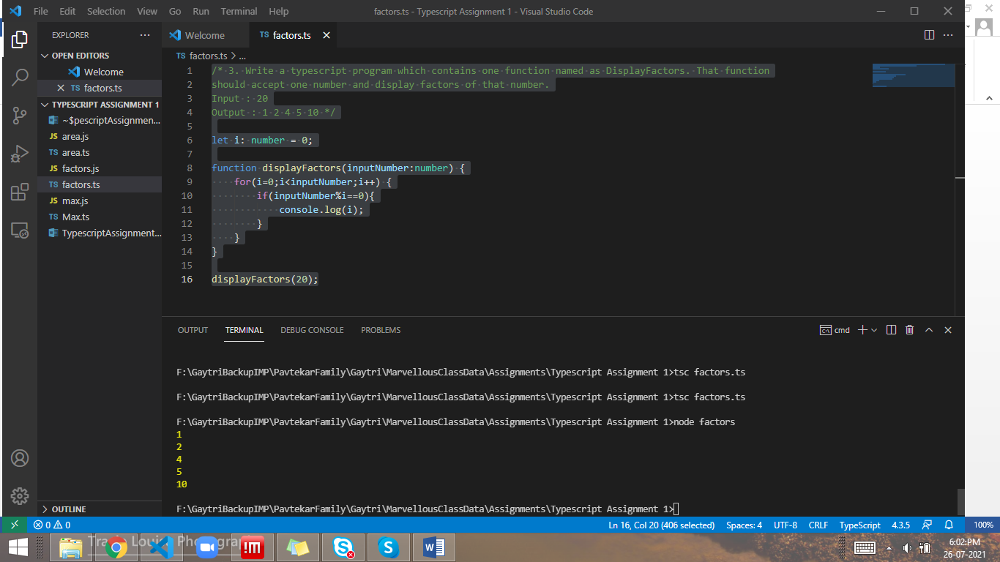 File Edit Selection View Go Run Terminal Help factors.ts - Typescript Assignment 1 - Visual Studio Code
EXPLORER
Welcome
TS factors.ts
OPEN EDITORS
Welcome
TS factors.ts
TYPESCRIPT ASSIGNMENT 1
~$pescriptAssignmen...
JS area.js
TS area.ts
JS factors.js
TS factors.ts
JS max.js
TS Max.ts
TypescriptAssignment...
OUTLINE
TS factors.ts > ...
1 /* 3. Write a typescript program which contains one function named as DisplayFactors. That function
2 should accept one number and display factors of that number.
3 Input : 20
4 Output : 1 2 4 5 10 */
5
6 let i: number = 0;
7
8 function displayFactors(inputNumber:number) {
9 for(i=0;i<inputNumber;i++) {
10 if(inputNumber%i==0){
11 console.log(i);
12 }
13 }
14 }
15
16 displayFactors(20);
OUTPUT TERMINAL DEBUG CONSOLE PROBLEMS
cmd
F:\GaytriBackupIMP\PavtekarFamily\Gaytri\MarvellousClassData\Assignments\Typescript Assignment 1>tsc factors.ts
F:\GaytriBackupIMP\PavtekarFamily\Gaytri\MarvellousClassData\Assignments\Typescript Assignment 1>tsc factors.ts
F:\GaytriBackupIMP\PavtekarFamily\Gaytri\MarvellousClassData\Assignments\Typescript Assignment 1>node factors
1
2
4
5
10
F:\GaytriBackupIMP\PavtekarFamily\Gaytri\MarvellousClassData\Assignments\Typescript Assignment 1>
0 0 Ln 16, Col 20 (406 selected) Spaces: 4 UTF-8 CRLF TypeScript 4.3.5
100%
6:02 PM
26-07-2021